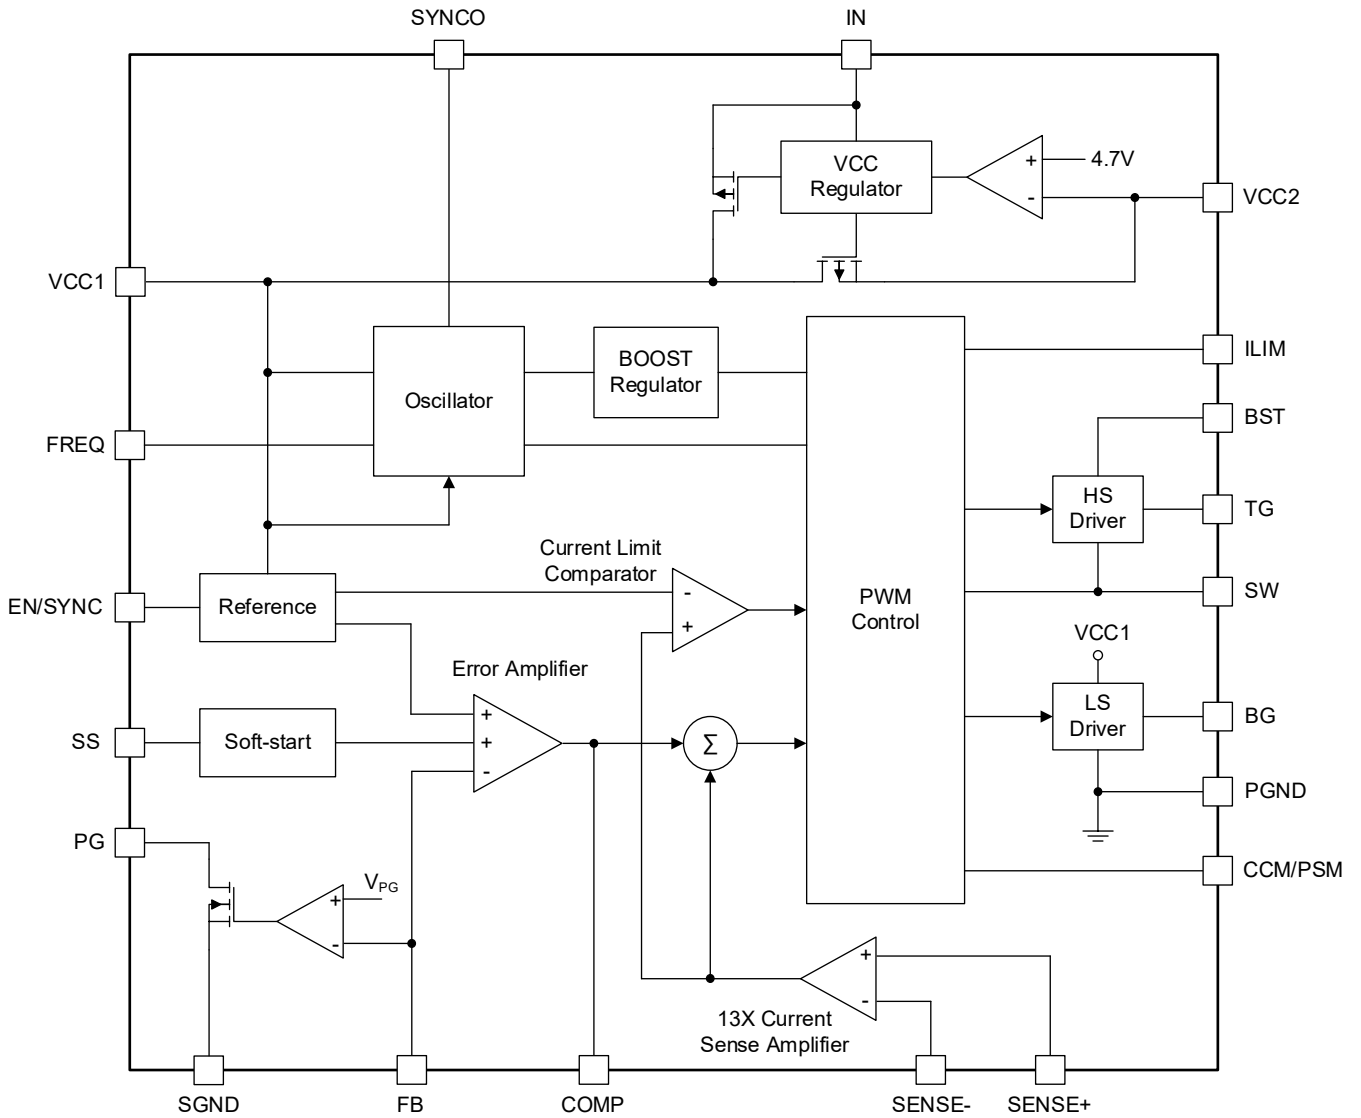 SYNCO
IN
VCC
Regulator
+
4.7V
-
VCC2
VCC1
BOOST
Regulator
ILIM
Oscillator
BST
FREQ
HS
Driver
TG
Current Limit
Comparator
EN/SYNC
Reference
-
+
PWM
Control
SW
VCC1
Error Amplifier
LS
Driver
BG
SS
Soft-start
+
+
-
Σ
PGND
PG
VPG
+
-
CCM/PSM
+
-
13X Current
Sense Amplifier
SGND
FB
COMP
SENSE-
SENSE+